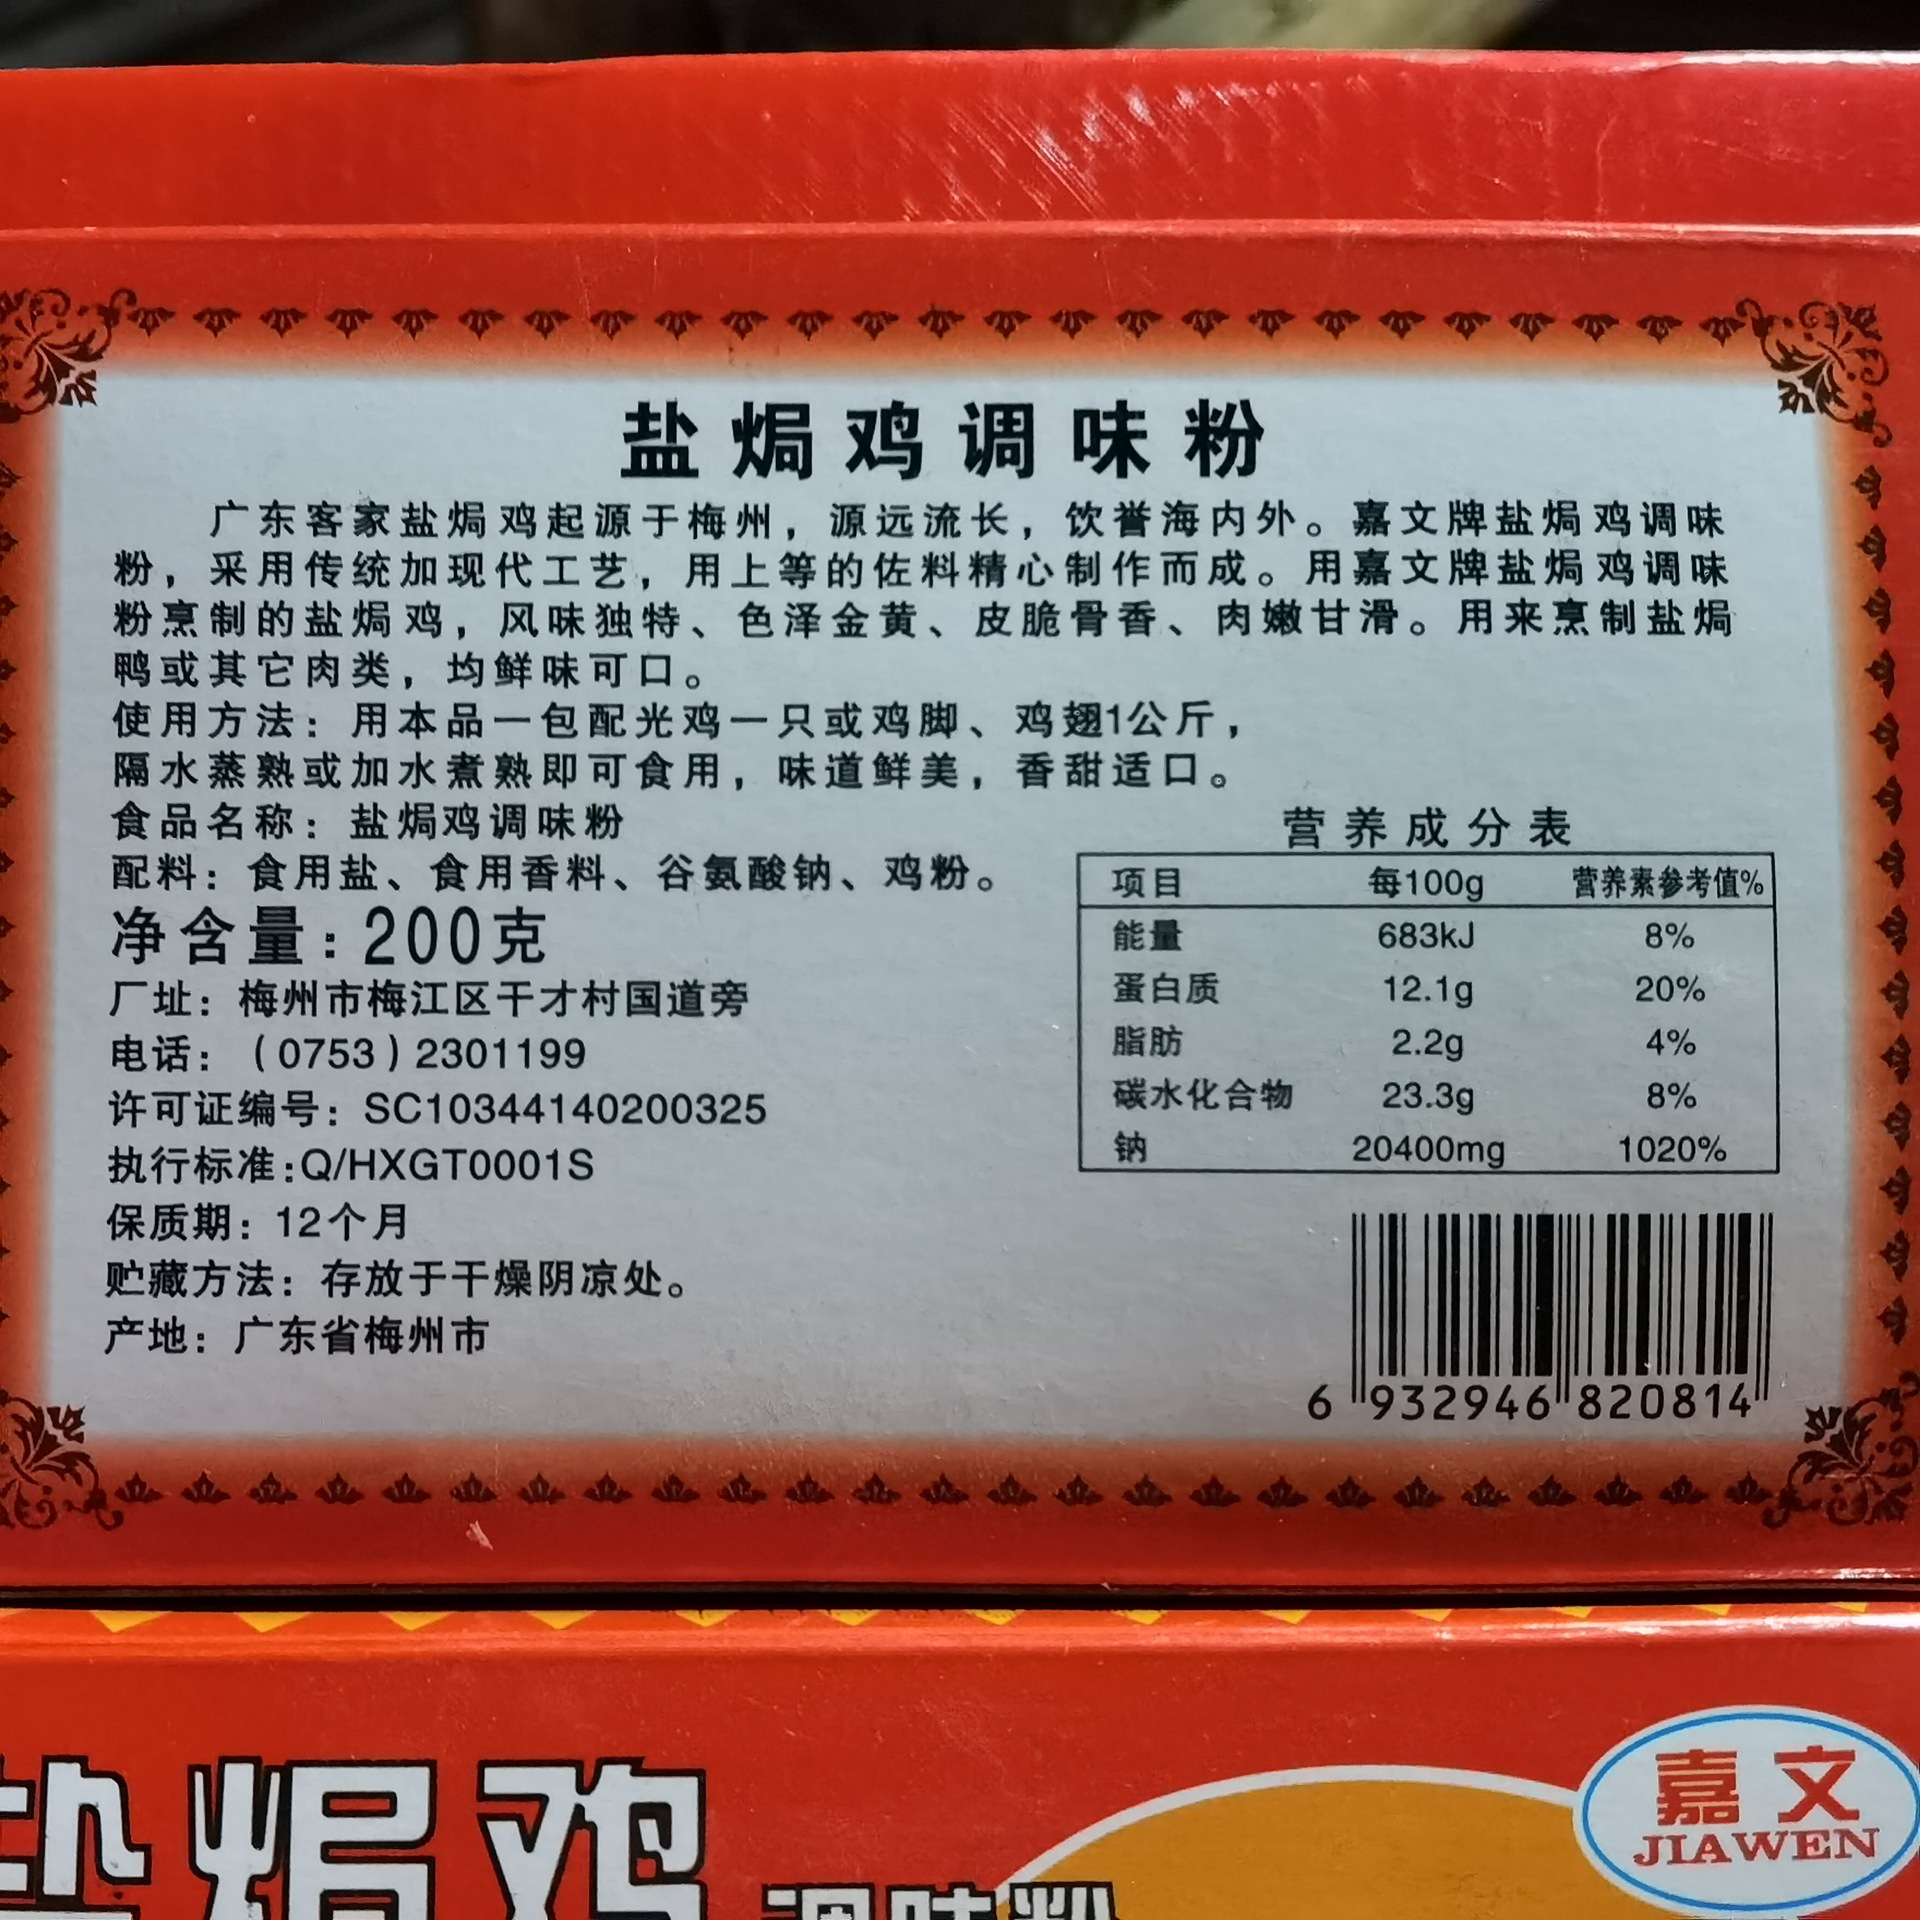 盐焗鸡调味粉
广东客家盐焗鸡起源于梅州，源远流长，饮誉海内外。嘉文牌盐焗鸡调味
粉，采用传统加现代工艺，用上等的佐料精心制作而成。用嘉文牌盐焗鸡调味
粉烹制的盐焗鸡，风味独特、色泽金黄、皮脆骨香、肉嫩甘滑。用来烹制盐焗
鸭或其它肉类，均鲜味可口。
使用方法：用本品一包配光鸡一只或鸡脚、鸡翅1公斤，
隔水蒸熟或加水煮熟即可食用，味道鲜美，香甜适口。
食品名称：盐焗鸡调味粉
配料：食用盐、食用香料、谷氨酸钠、鸡粉。
净含量：200克
厂址：梅州市梅江区干才村国道旁
电话：(0753)2301199
许可证编号：SC10344140200325
执行标准:Q/HXGT0001S
保质期：12个月
贮藏方法：存放于干燥阴凉处。
产地：广东省梅州市
营养成分表
项目 每100g 营养素参考值%
能量 683kJ 8%
蛋白质 12.1g 20%
脂肪 2.2g 4%
碳水化合物 23.3g 8%
钠 20400mg 1020%
6 932946 820814
盐焗鸡 调味粉
嘉文
JIAWEN